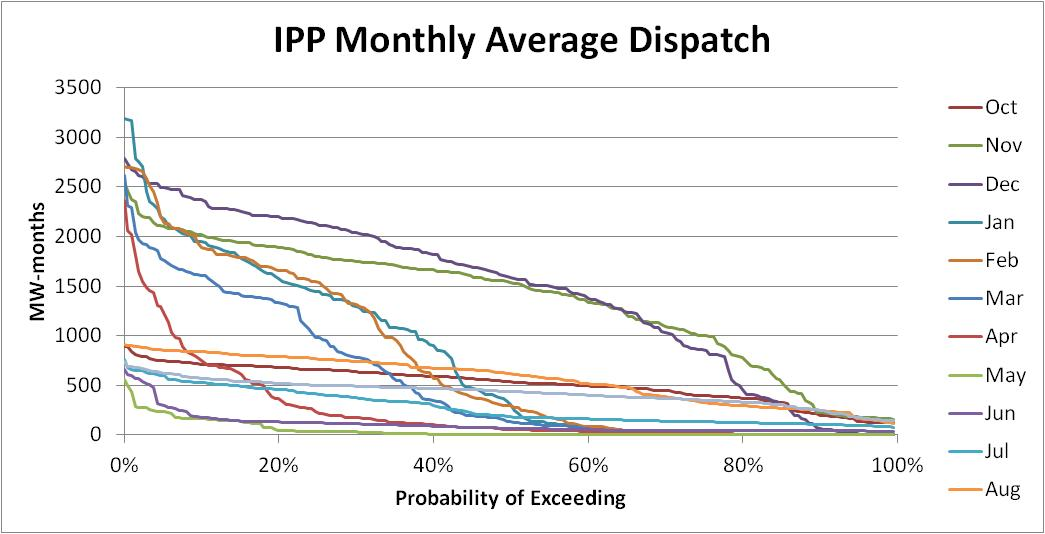 IPP Monthly Average Dispatch
3500
3000
2500
2000
1500
1000
500
0
MW-months
0%
20%
40%
60%
80%
100%
Probability of Exceeding
Oct
Nov
Dec
Jan
Feb
Mar
Apr
May
Jun
Jul
Aug